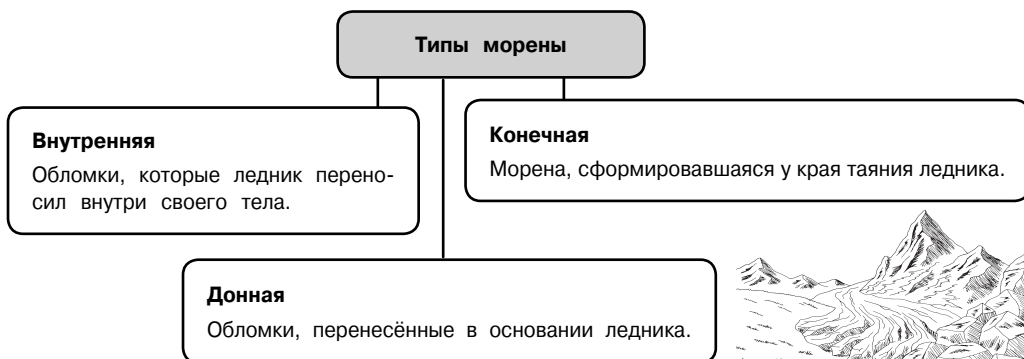 Типы морены
Внутренняя
Обломки, которые ледник перено-
сил внутри своего тела.
Конечная
Морена, сформировавшаяся у края таяния ледника.
Донная
Обломки, перенесённые в основании ледника.